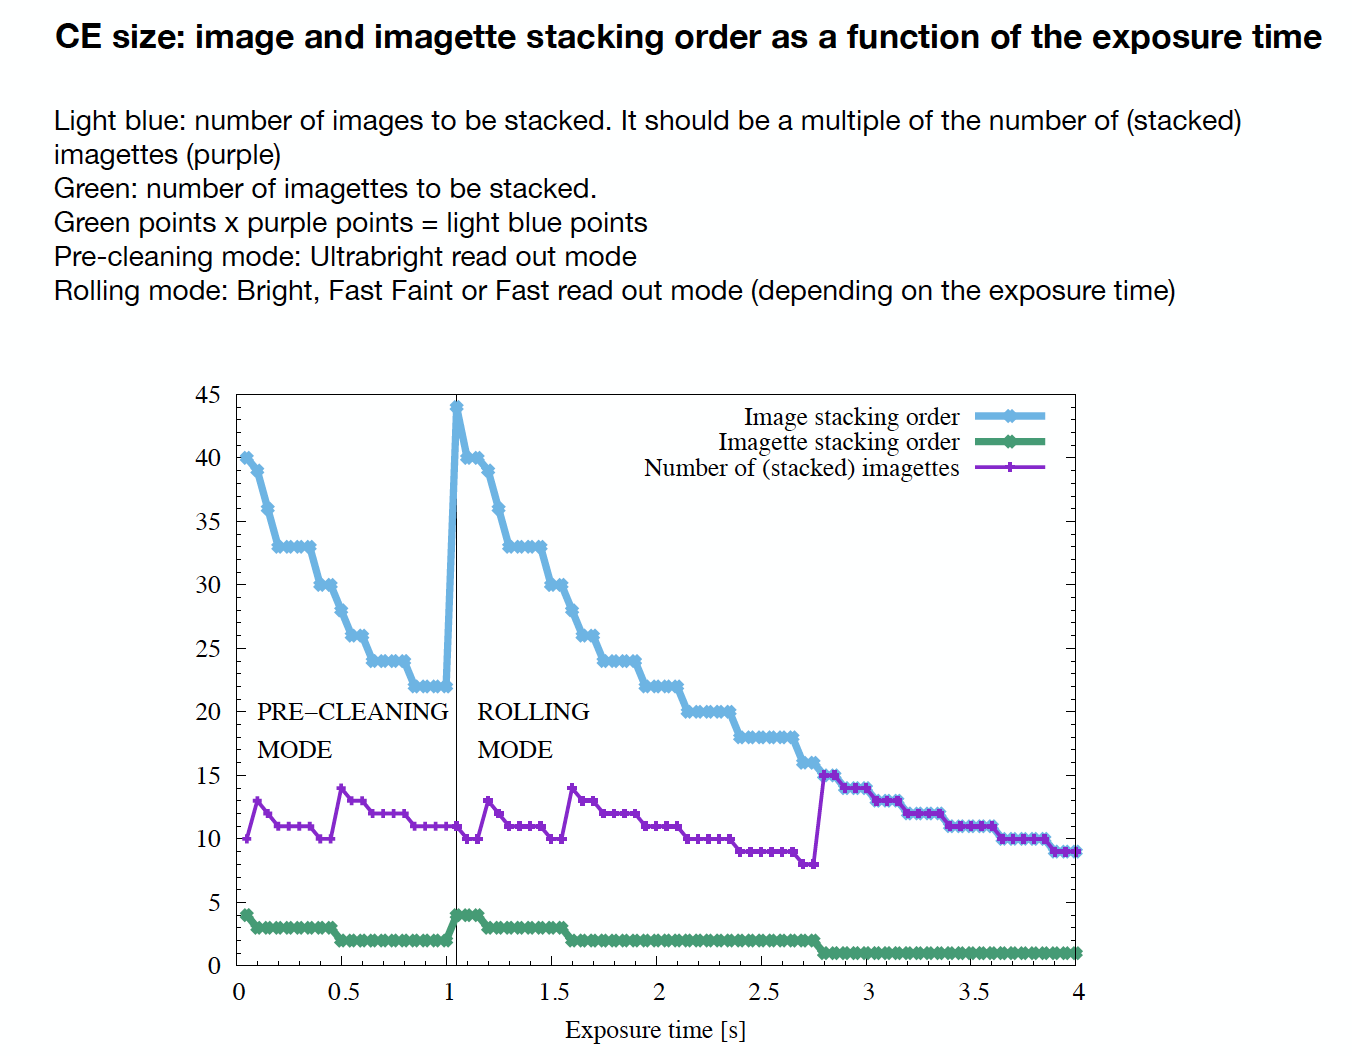 CE size: image and imagette stacking order as a function of the exposure time
Light blue: number of images to be stacked. It should be a multiple of the number of (stacked)
imagettes (purple)
Green: number of imagettes to be stacked.
Green points x purple points = light blue points
Pre-cleaning mode: Ultrabright read out mode
Rolling mode: Bright, Fast Faint or Fast read out mode (depending on the exposure time)
45
Image stacking order
Imagette stacking order
Number of (stacked) imagettes
40
35
30
25
20
PRE−CLEANING ROLLING
MODE MODE
15
10
5
0
0 0.5 1 1.5 2 2.5 3 3.5 4
Exposure time [s]